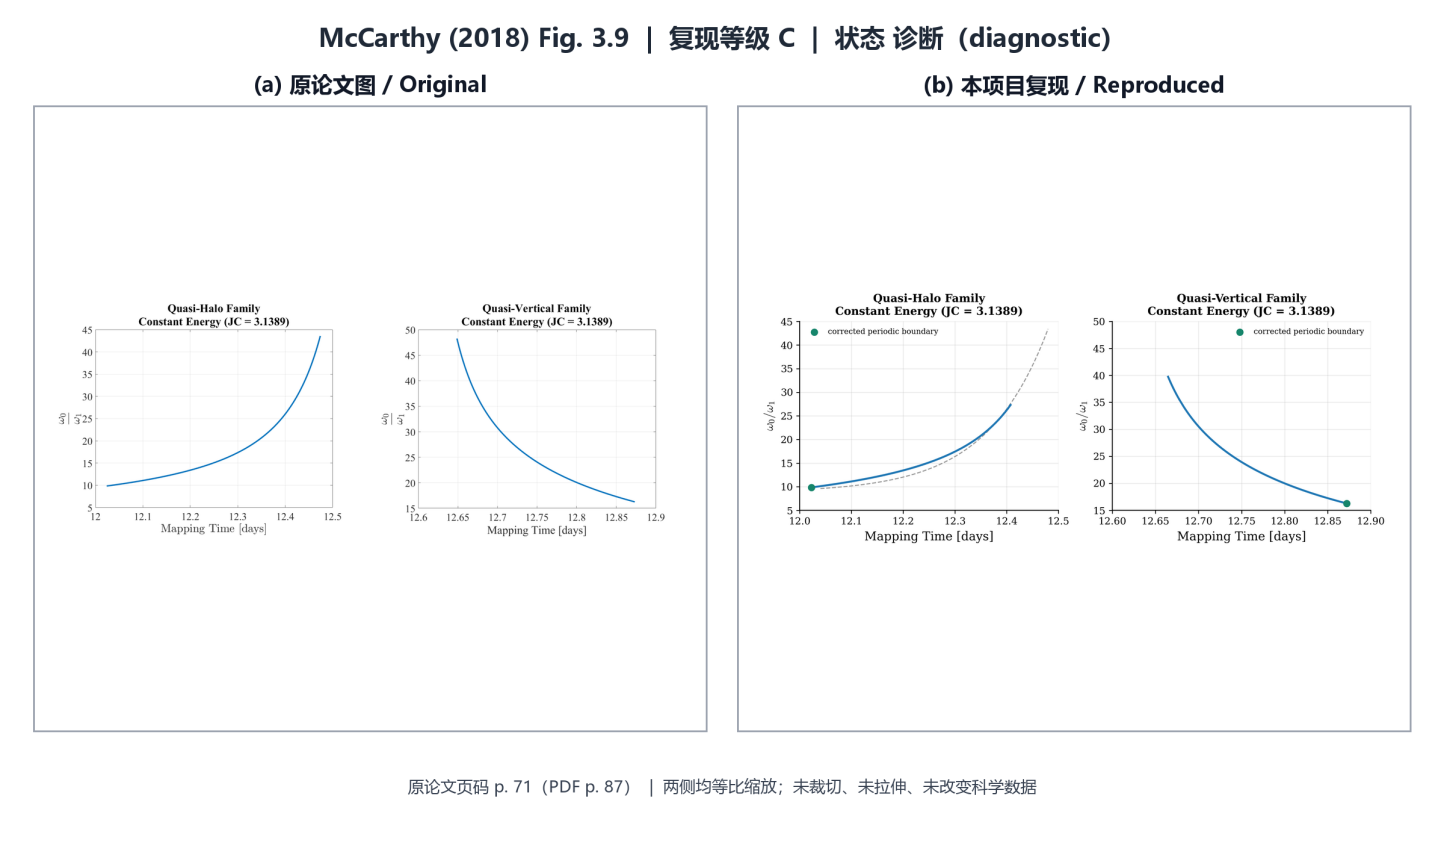 McCarthy (2018) Fig. 3.9 | 复现等级 C | 状态 诊断（diagnostic）
(a) 原论文图 / Original
(b) 本项目复现 / Reproduced
Quasi-Halo Family
Constant Energy (JC = 3.1389)
45
40
35
30
25
20
15
10
5
ω₀/ω₁
12 12.1 12.2 12.3 12.4 12.5
Mapping Time [days]
Quasi-Vertical Family
Constant Energy (JC = 3.1389)
50
45
40
35
30
25
20
15
ω₀/ω₁
12.6 12.65 12.7 12.75 12.8 12.85 12.9
Mapping Time [days]
Quasi-Halo Family
Constant Energy (JC = 3.1389)
corrected periodic boundary
45
40
35
30
25
20
15
10
5
ω₀/ω₁
12.0 12.1 12.2 12.3 12.4 12.5
Mapping Time [days]
Quasi-Vertical Family
Constant Energy (JC = 3.1389)
corrected periodic boundary
50
45
40
35
30
25
20
15
ω₀/ω₁
12.60 12.65 12.70 12.75 12.80 12.85 12.90
Mapping Time [days]
原论文页码 p. 71（PDF p. 87） | 两侧均等比缩放；未裁切、未拉伸、未改变科学数据